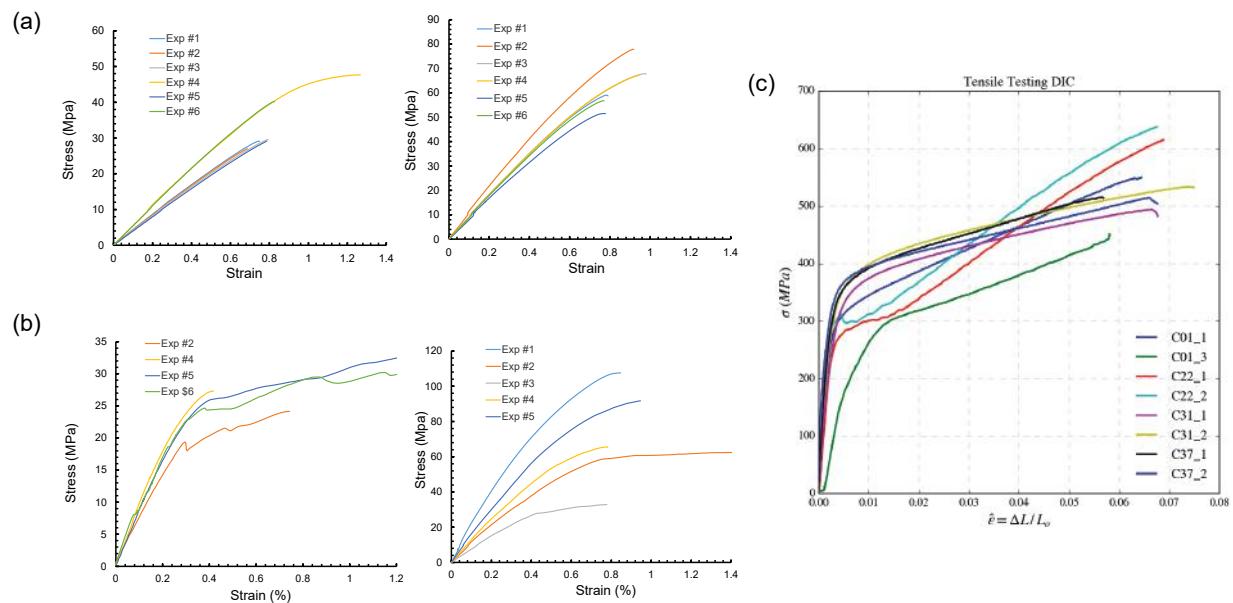 (a)
60
50
40
30
20
10
0
Stress (Mpa)
Exp #1
Exp #2
Exp #3
Exp #4
Exp #5
Exp #6
0 0.2 0.4 0.6 0.8 1 1.2 1.4
Strain
90
80
70
60
50
40
30
20
10
0
Stress (Mpa)
Exp #1
Exp #2
Exp #3
Exp #4
Exp #5
Exp #6
0 0.2 0.4 0.6 0.8 1 1.2 1.4
Strain
(b)
35
30
25
20
15
10
5
0
Stress (MPa)
Exp #2
Exp #4
Exp #5
Exp $6
0 0.2 0.4 0.6 0.8 1 1.2
Strain (%)
120
100
80
60
40
20
0
Stress (MPa)
Exp #1
Exp #2
Exp #3
Exp #4
Exp #5
0 0.2 0.4 0.6 0.8 1 1.2 1.4
Strain (%)
(c)
Tensile Testing DIC
700
600
500
400
300
200
100
0
σ (MPa)
C01_1
C01_3
C22_1
C22_2
C31_1
C31_2
C37_1
C37_2
0.00 0.01 0.02 0.03 0.04 0.05 0.06 0.07 0.08
ê = ΔL/Lₒ